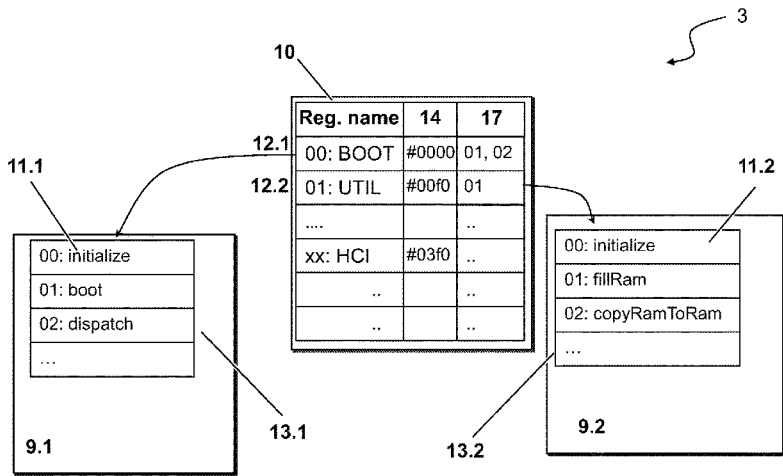 3
10
Reg. name 14 17
12.1 00: BOOT #0000 01, 02
12.2 01: UTIL #00f0 01
.... ..
xx: HCI #03f0 ..
.. ..
.. ..
11.1
00: initialize
01: boot
02: dispatch
...
13.1
9.1
11.2
00: initialize
01: fillRam
02: copyRamToRam
...
13.2
9.2